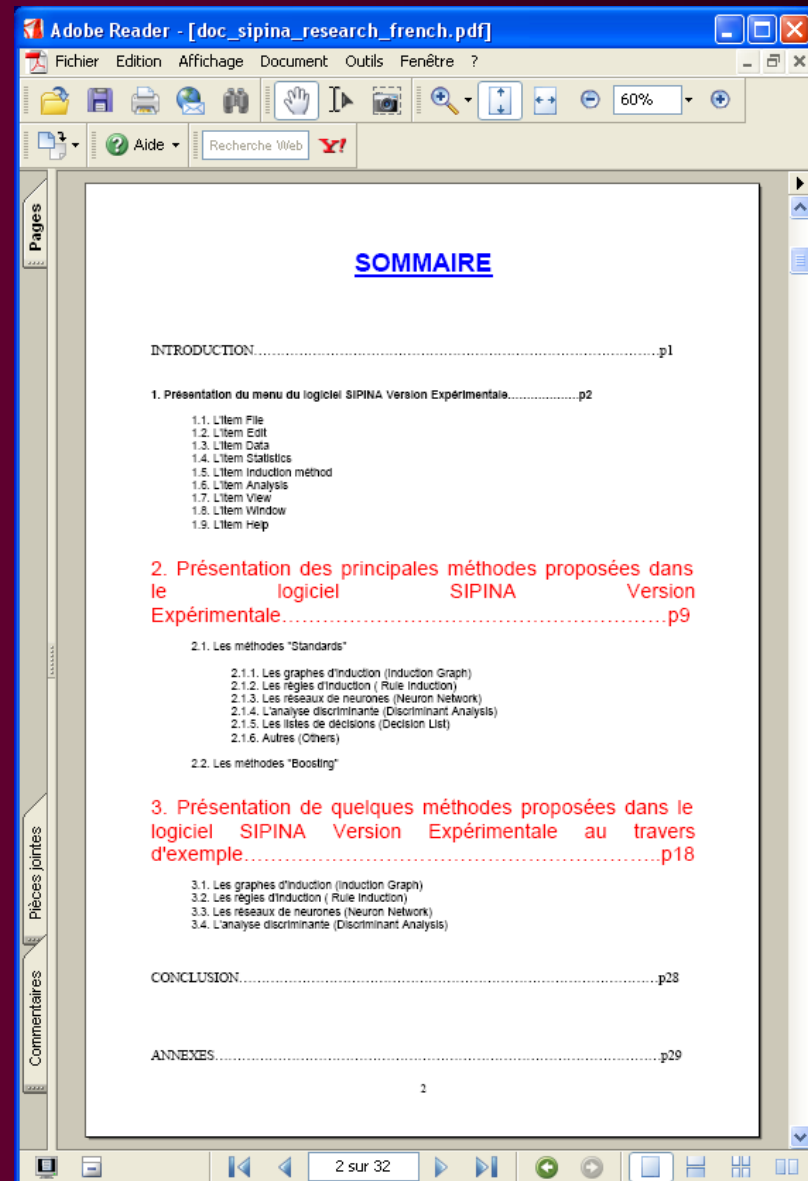 Adobe Reader - [doc_sipina_research_french.pdf]
Fichier Edition Affichage Document Outils Fenêtre ?
60%
Aide Recherche Web Y!
Pages
SOMMAIRE
INTRODUCTION..............................................................................................p1
1. Présentation du menu du logiciel SIPINA Version Expérimentale...................p2
1.1. L'item File
1.2. L'item Edit
1.3. L'item Data
1.4. L'item Statistics
1.5. L'item Induction méthod
1.6. L'item Analysis
1.7. L'item View
1.8. L'item Window
1.9. L'item Help
2. Présentation des principales méthodes proposées dans
le logiciel SIPINA Version
Expérimentale.......................................................p9
2.1. Les méthodes "Standards"
2.1.1. Les graphes d'induction (Induction Graph)
2.1.2. Les règles d'induction ( Rule Induction)
2.1.3. Les réseaux de neurones (Neuron Network)
2.1.4. L'analyse discriminante (Discriminant Analysis)
2.1.5. Les listes de décisions (Decision List)
2.1.6. Autres (Others)
2.2. Les méthodes "Boosting"
3. Présentation de quelques méthodes proposées dans le
logiciel SIPINA Version Expérimentale au travers
d'exemple............................................................p18
3.1. Les graphes d'induction (Induction Graph)
3.2. Les règles d'induction ( Rule Induction)
3.3. Les réseaux de neurones (Neuron Network)
3.4. L'analyse discriminante (Discriminant Analysis)
CONCLUSION.................................................................................................p28
ANNEXES.......................................................................................................p29
2
Pièces jointes
Commentaires
2 sur 32